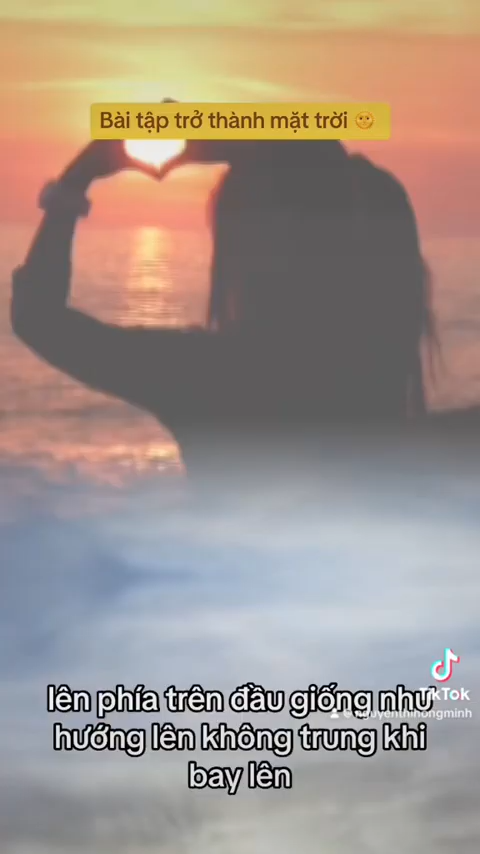 Bài tập trở thành mặt trời 🌞
TikTok
@nguyenthihongminh
lên phía trên đầu giống như
hướng lên không trung khi
bay lên